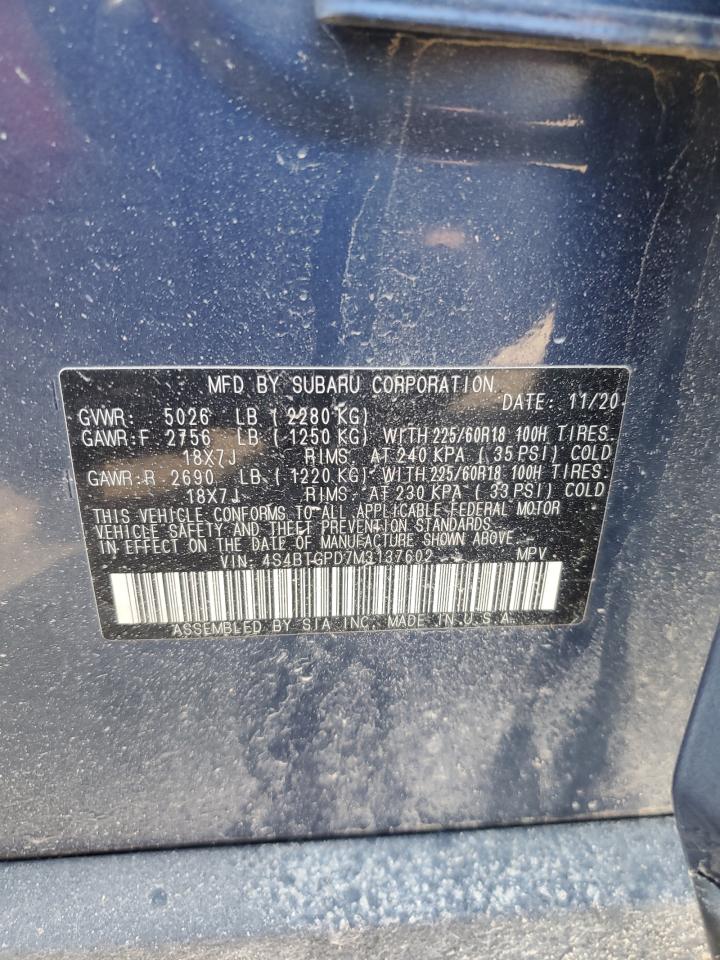 MFD BY SUBARU CORPORATION
DATE: 11/20
GVWR: 5026 LB (2280 KG)
GAWR:F 2756 LB (1250 KG) WITH 225/60R18 100H TIRES
18X7J RIMS AT 240 KPA (35 PSI) COLD
GAWR:R 2690 LB (1220 KG) WITH 225/60R18 100H TIRES.
18X7J RIMS AT 230 KPA (33 PSI) COLD
THIS VEHICLE CONFORMS TO ALL APPLICABLE FEDERAL MOTOR
VEHICLE SAFETY AND THEFT PREVENTION STANDARDS
IN EFFECT ON THE DATE OF MANUFACTURE SHOWN ABOVE.
VIN: 4S4BTGPD7M3137602 MPV
ASSEMBLED BY SIA INC. MADE IN U.S.A.